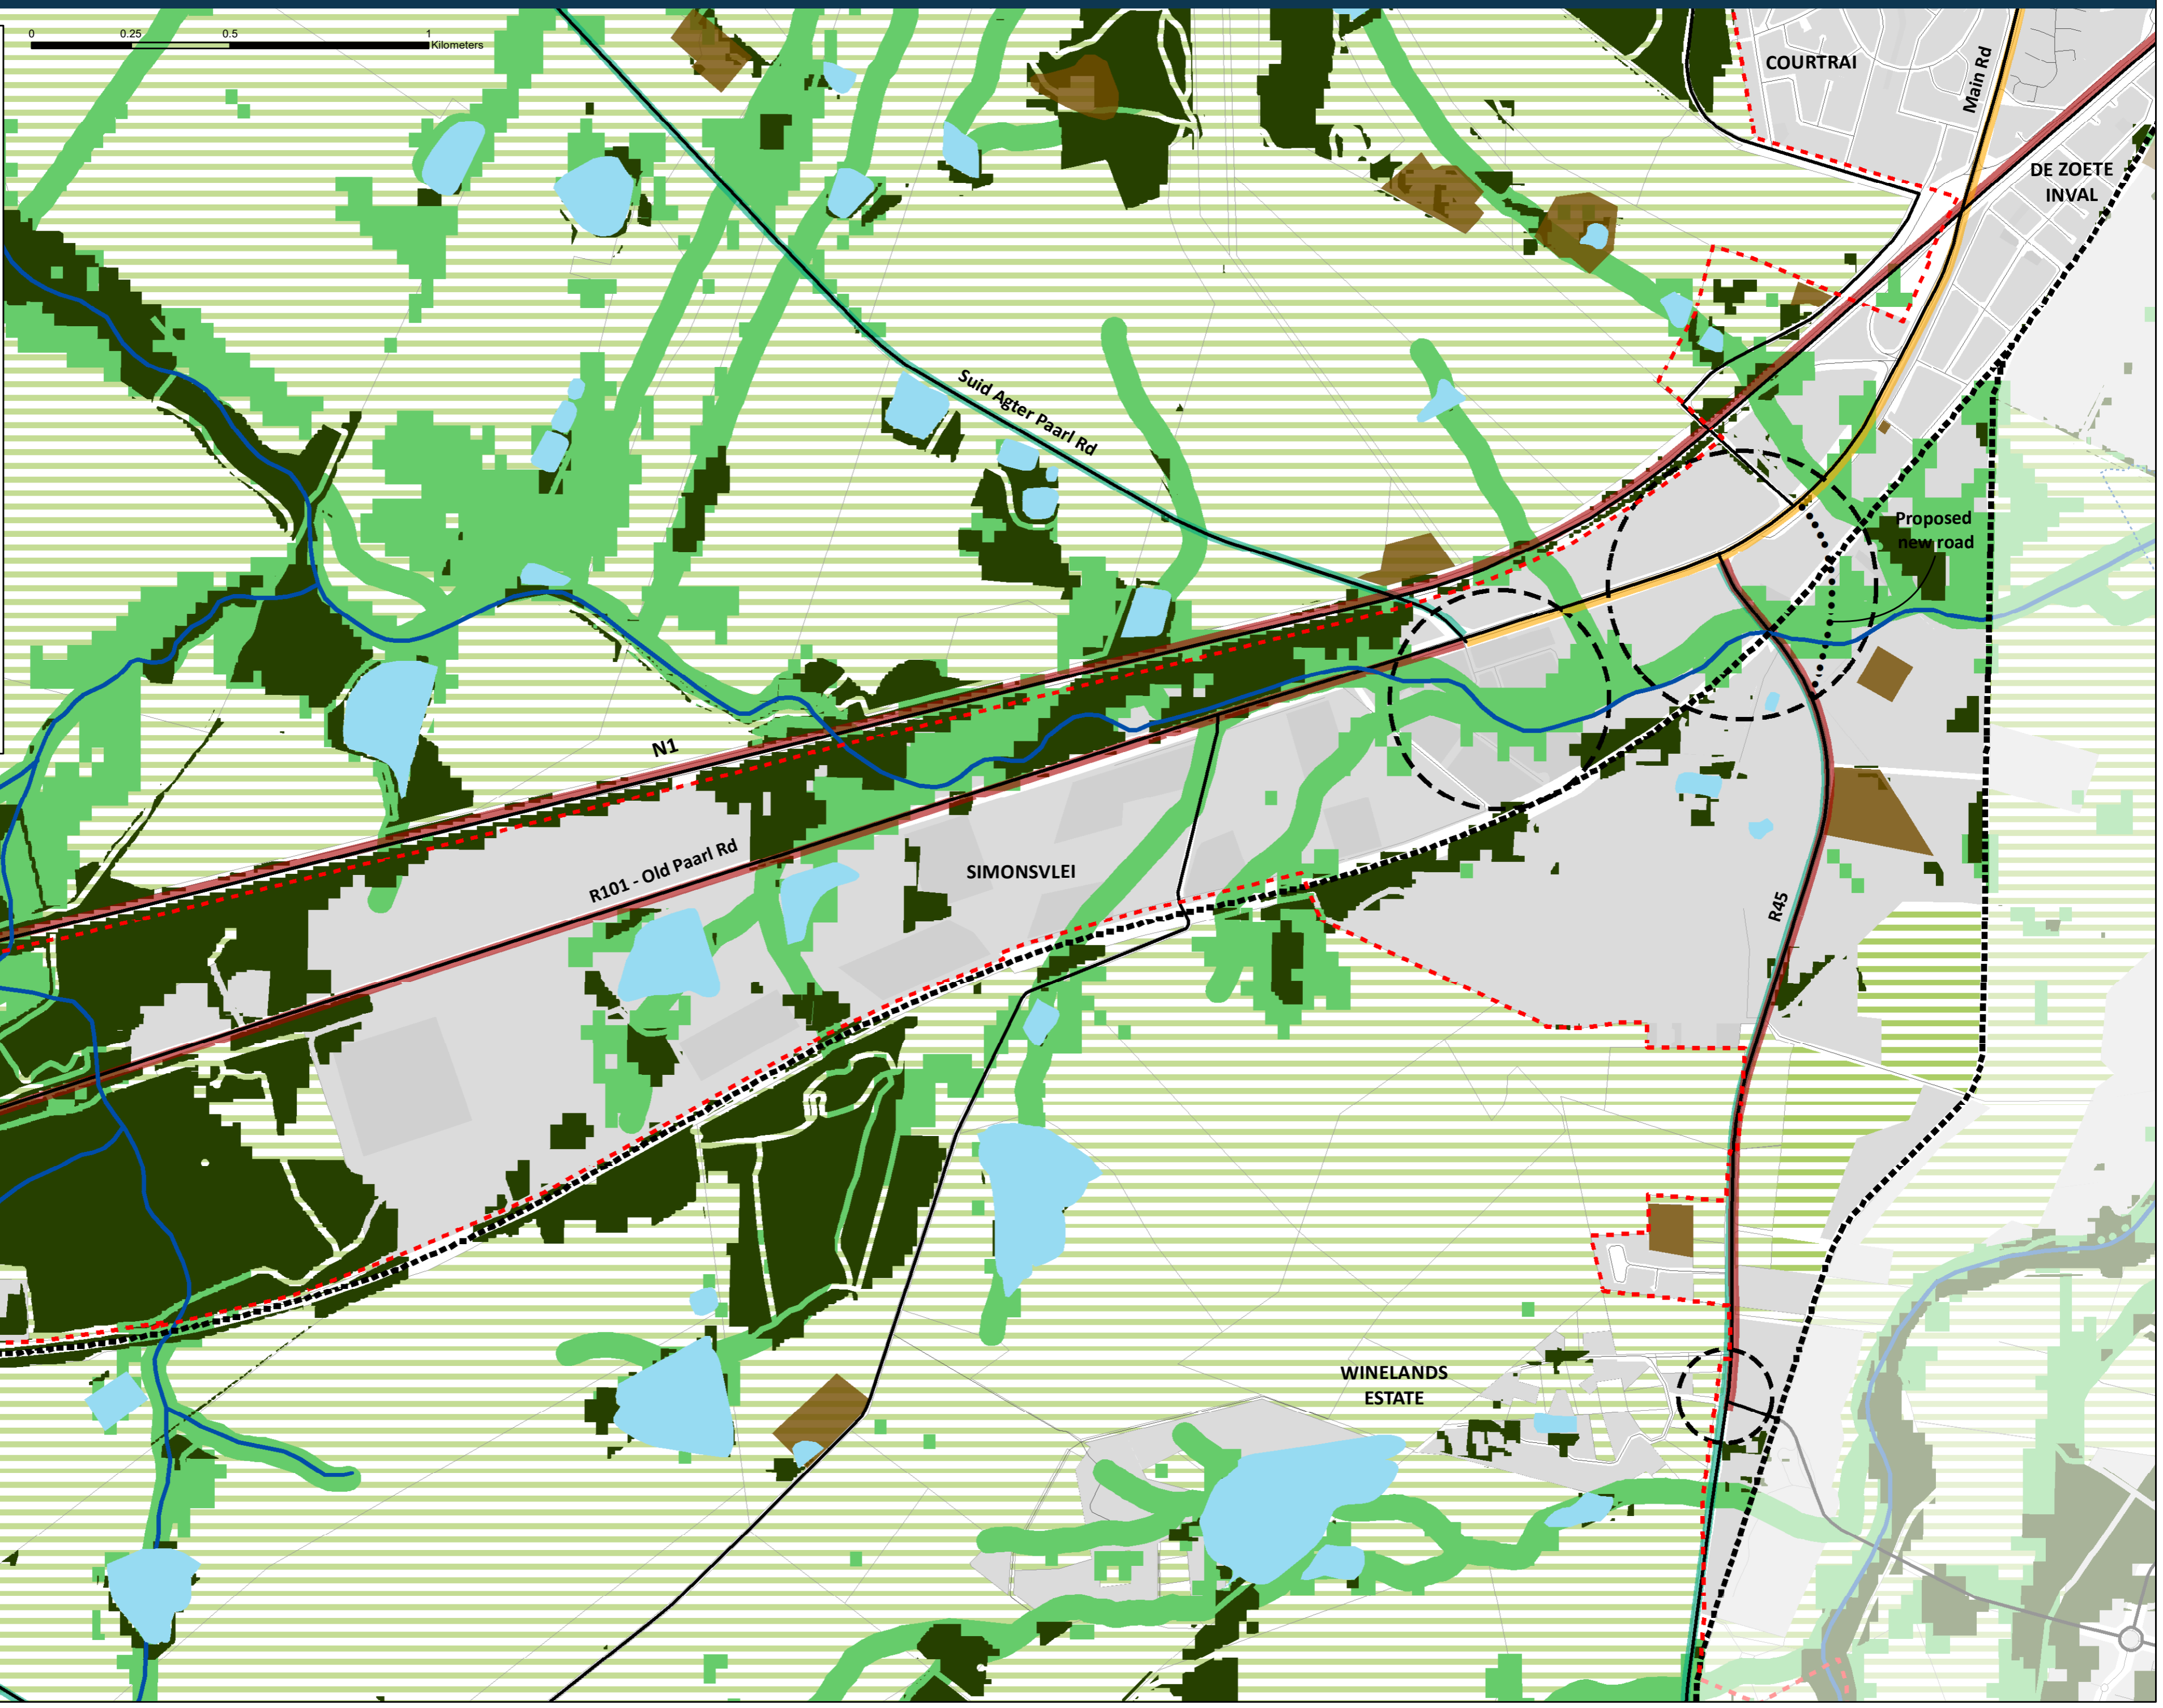 0 0.25 0.5 1
Kilometers
COURTRAI
Main Rd
DE ZOETE
INVAL
Suid Agter Paarl Rd
Proposed
new road
N1
R101 - Old Paarl Rd
SIMONSVLEI
R45
WINELANDS
ESTATE